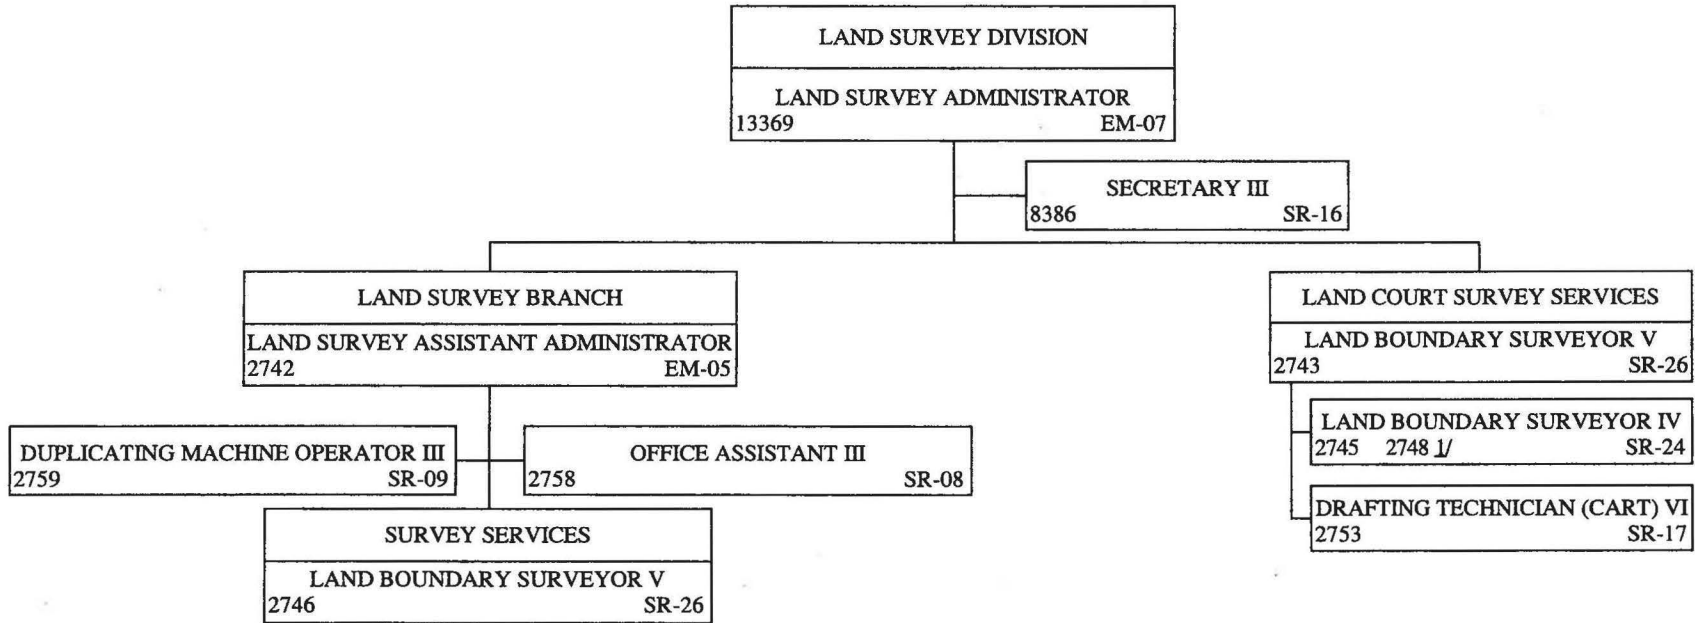 LAND SURVEY DIVISION
LAND SURVEY ADMINISTRATOR
13369 EM-07
SECRETARY III
8386 SR-16
LAND SURVEY BRANCH
LAND SURVEY ASSISTANT ADMINISTRATOR
2742 EM-05
LAND COURT SURVEY SERVICES
LAND BOUNDARY SURVEYOR V
2743 SR-26
DUPLICATING MACHINE OPERATOR III
2759 SR-09
OFFICE ASSISTANT III
2758 SR-08
LAND BOUNDARY SURVEYOR IV
2745 2748 1/ SR-24
DRAFTING TECHNICIAN (CART) VI
2753 SR-17
SURVEY SERVICES
LAND BOUNDARY SURVEYOR V
2746 SR-26